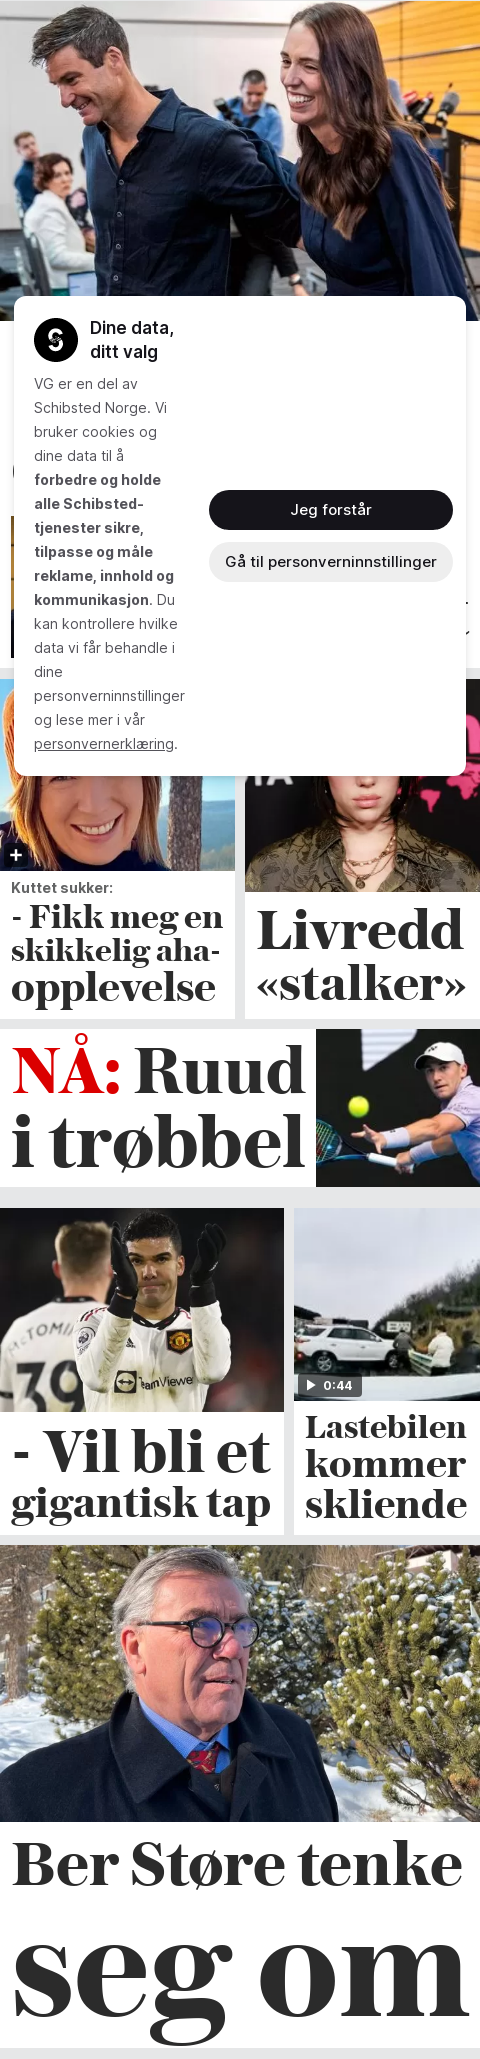 Dine data,
ditt valg
VG er en del av
Schibsted Norge. Vi
bruker cookies og
dine data til å
forbedre og holde
alle Schibsted-
tjenester sikre,
tilpasse og måle
reklame, innhold og
kommunikasjon. Du
kan kontrollere hvilke
data vi får behandle i
dine
personverninnstillinger
og lese mer i vår
personvernerklæring.
Jeg forstår
Gå til personverninnstillinger
Kuttet sukker:
- Fikk meg en
skikkelig aha-
opplevelse
Livredd
«stalker»
NÅ: Ruud
i trøbbel
39
TeamViewer
- Vil bli et
gigantisk tap
0:44
Lastebilen
kommer
skliende
Ber Støre tenke
seg om